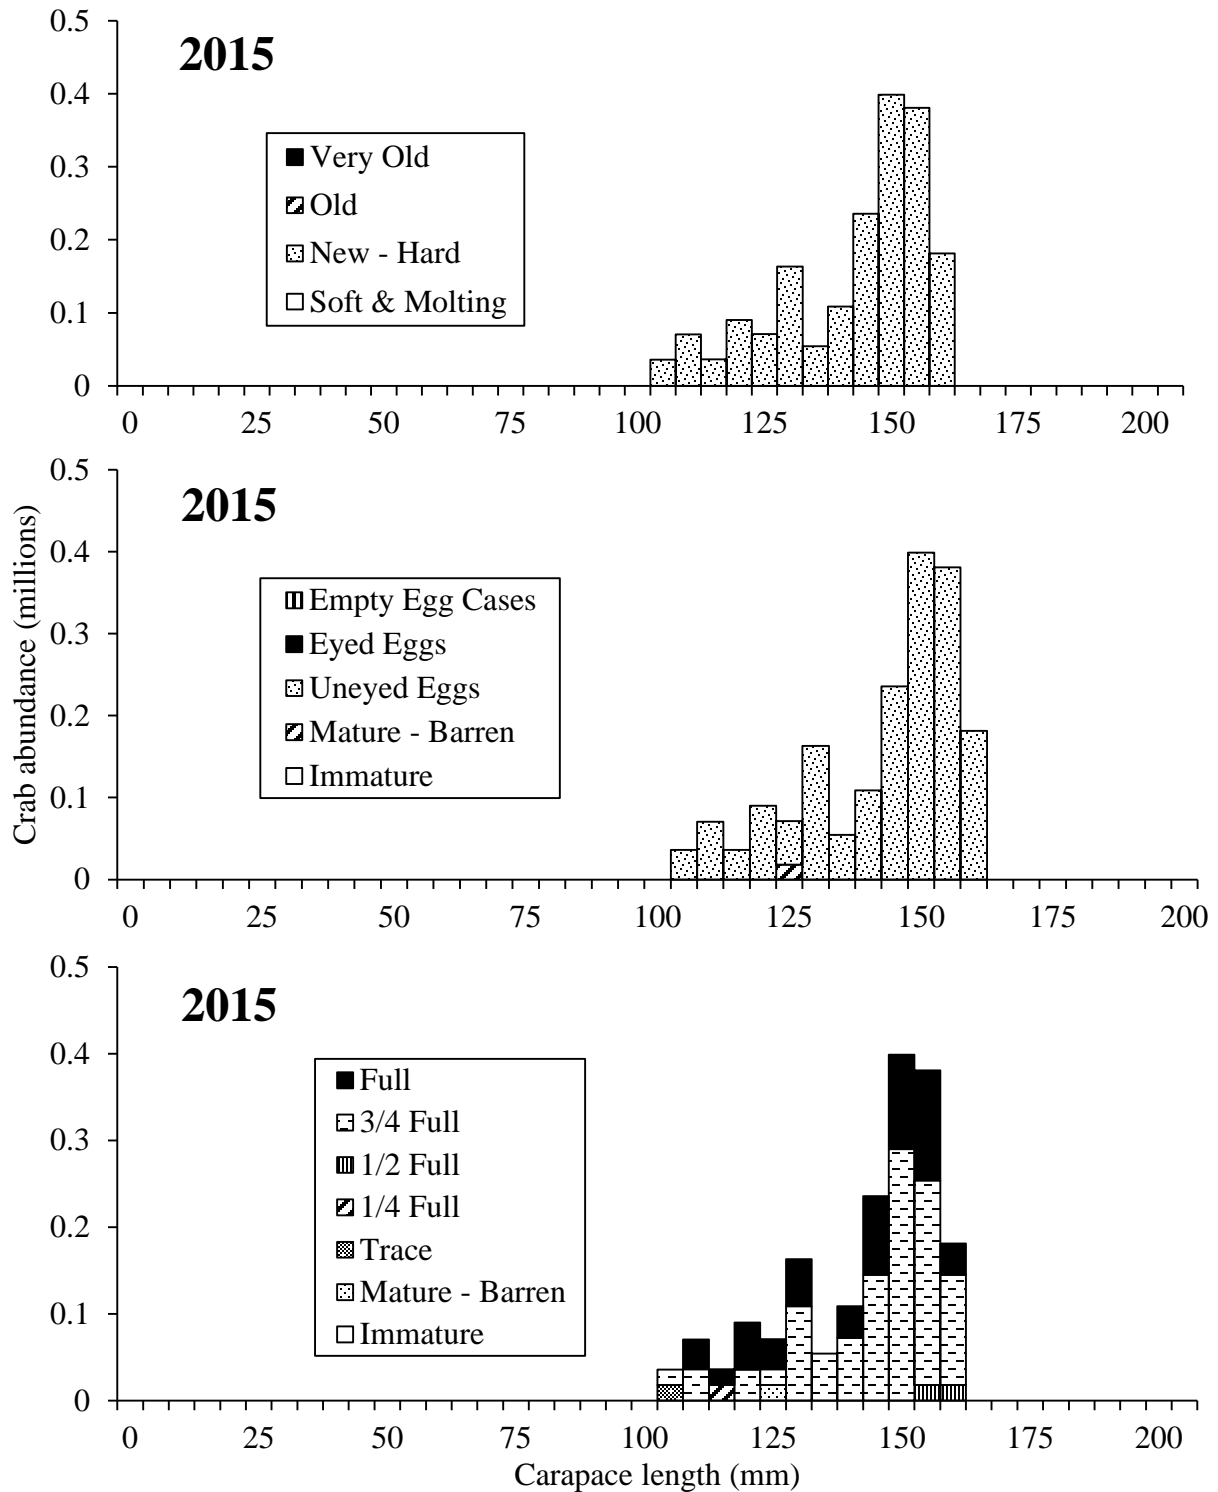 0.5
2015
0.4
Very Old
0.3
Old
0.2
New - Hard
Soft & Molting
0.1
0
0 25 50 75 100 125 150 175 200
Crab abundance (millions)
0.5
2015
0.4
Empty Egg Cases
Eyed Eggs
0.3
Uneyed Eggs
0.2
Mature - Barren
Immature
0.1
0
0 25 50 75 100 125 150 175 200
0.5
2015
0.4
Full
3/4 Full
0.3
1/2 Full
1/4 Full
0.2
Trace
Mature - Barren
0.1
Immature
0
0 25 50 75 100 125 150 175 200
Carapace length (mm)